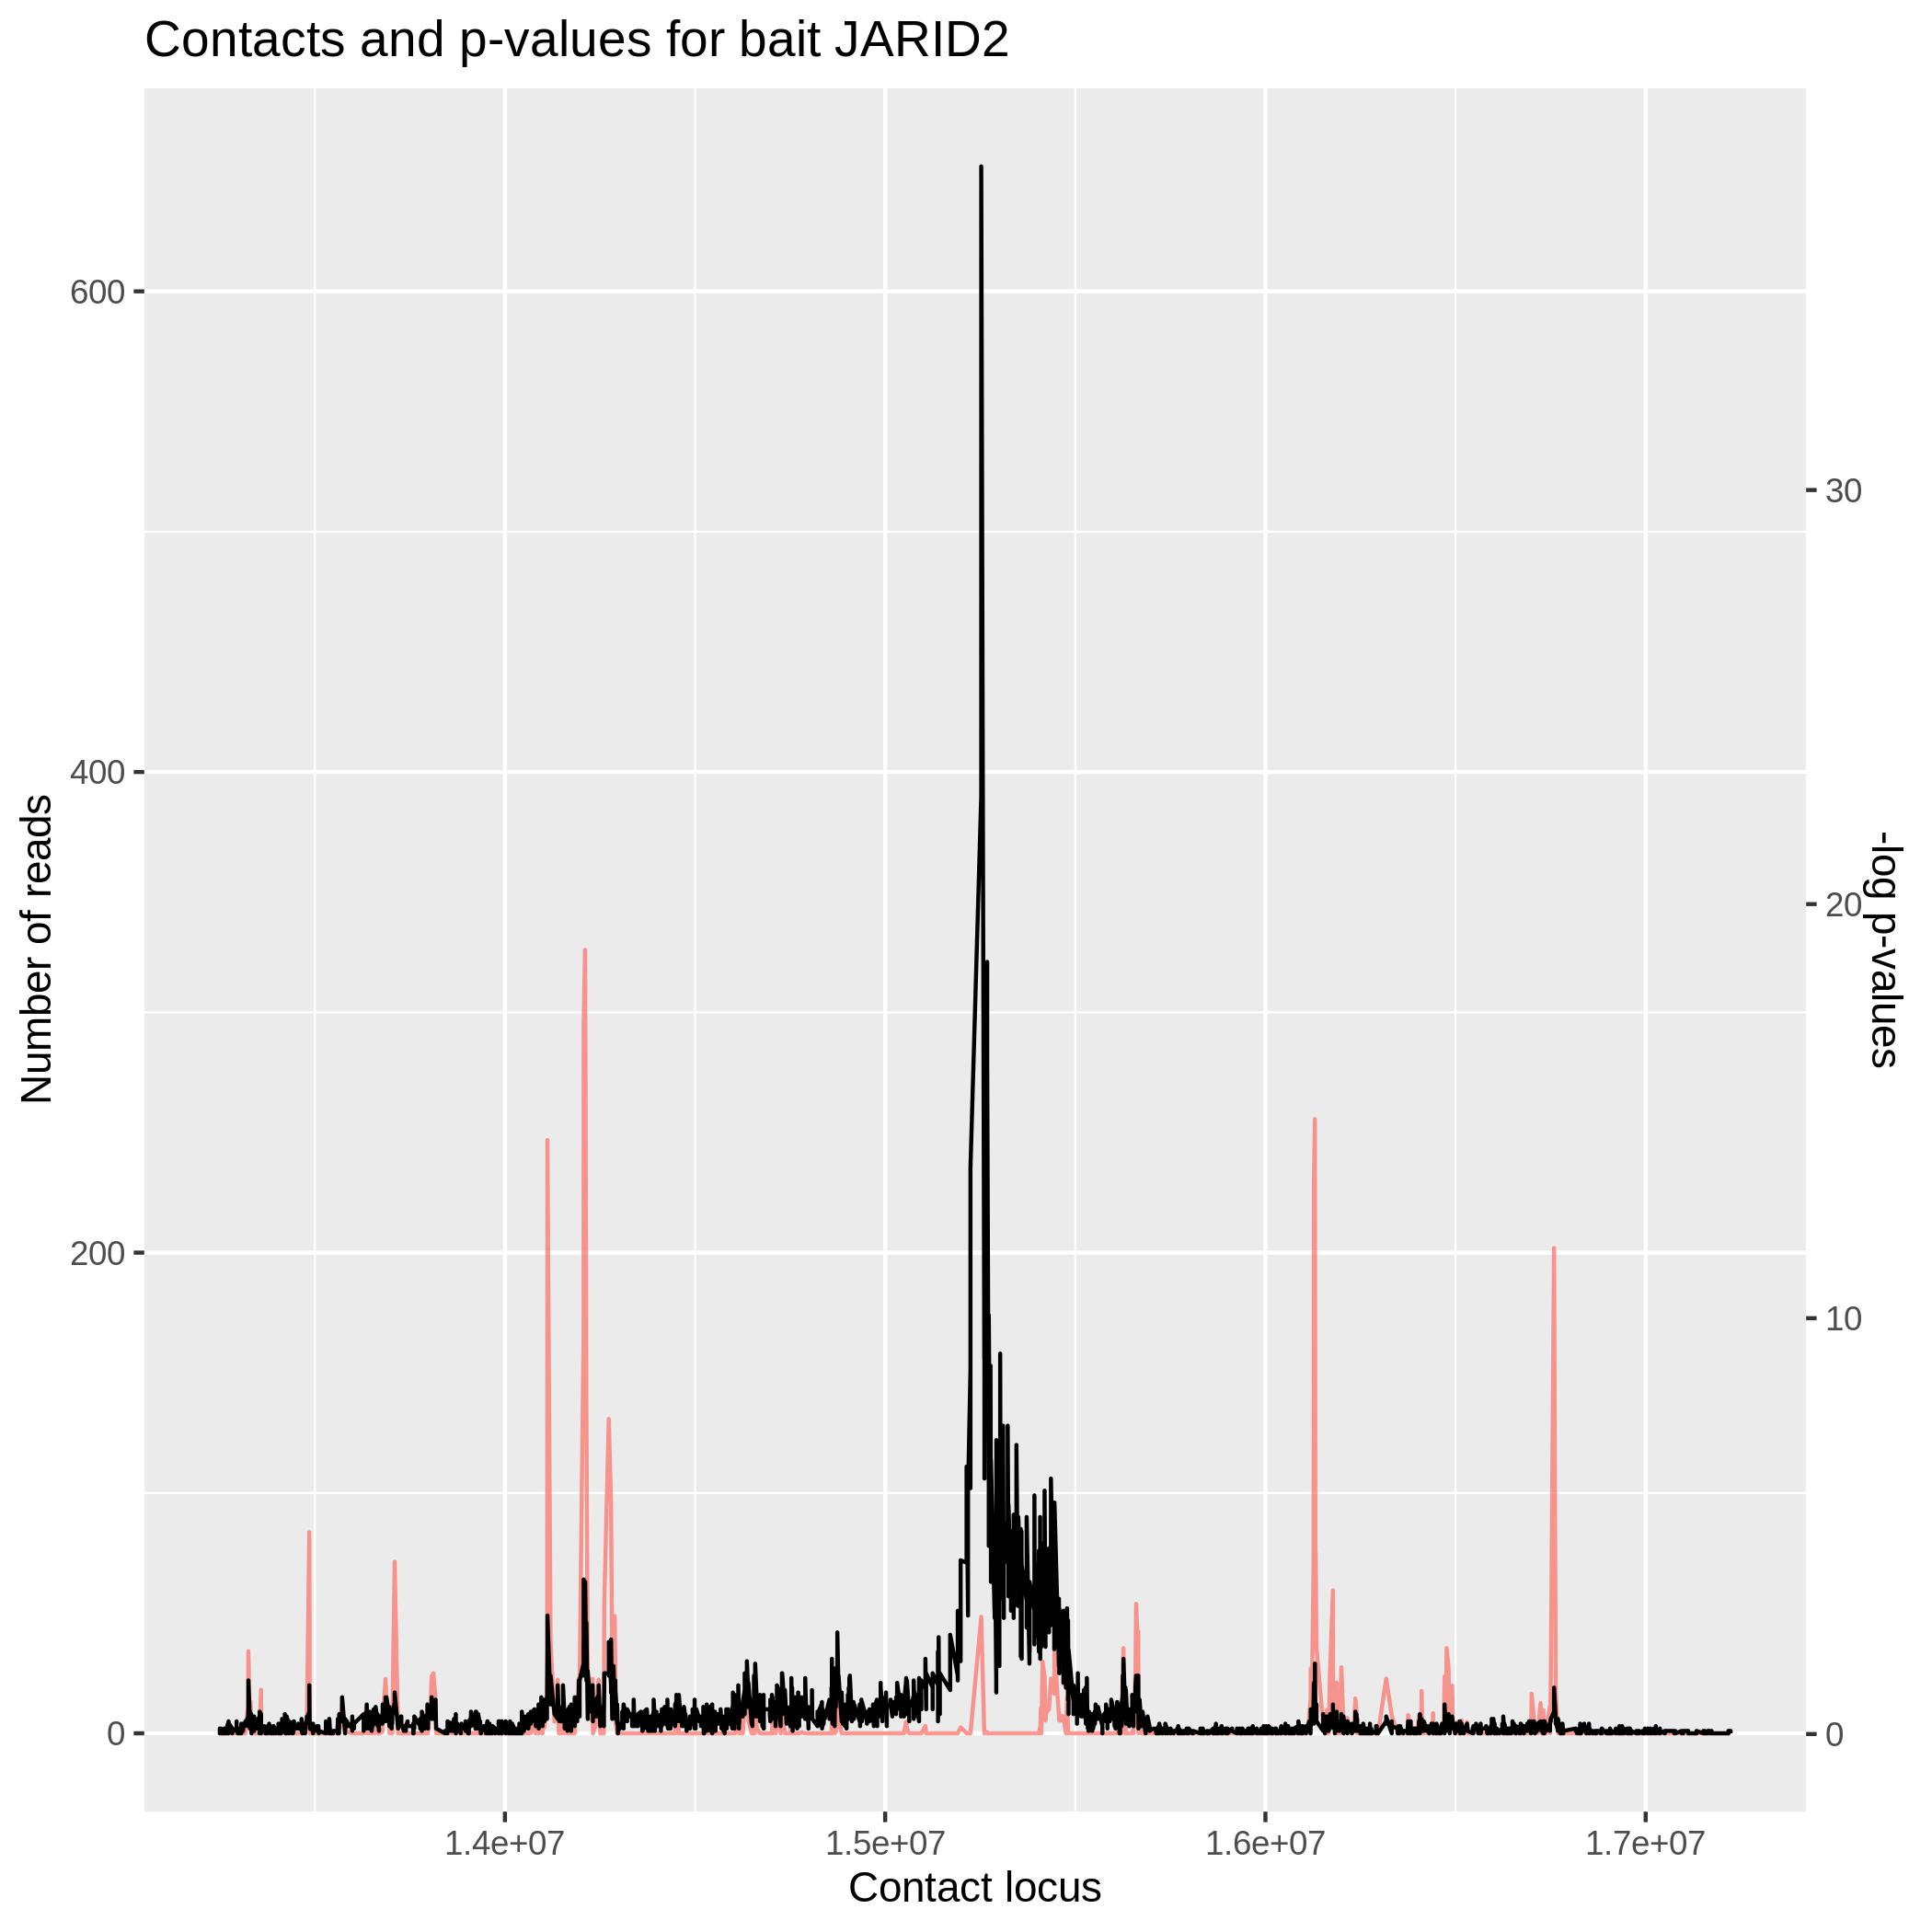 Contacts and p-values for bait JARID2
Number of reads
600
400
200
0
30
20
10
0
-log p-values
1.4e+07
1.5e+07
1.6e+07
1.7e+07
Contact locus